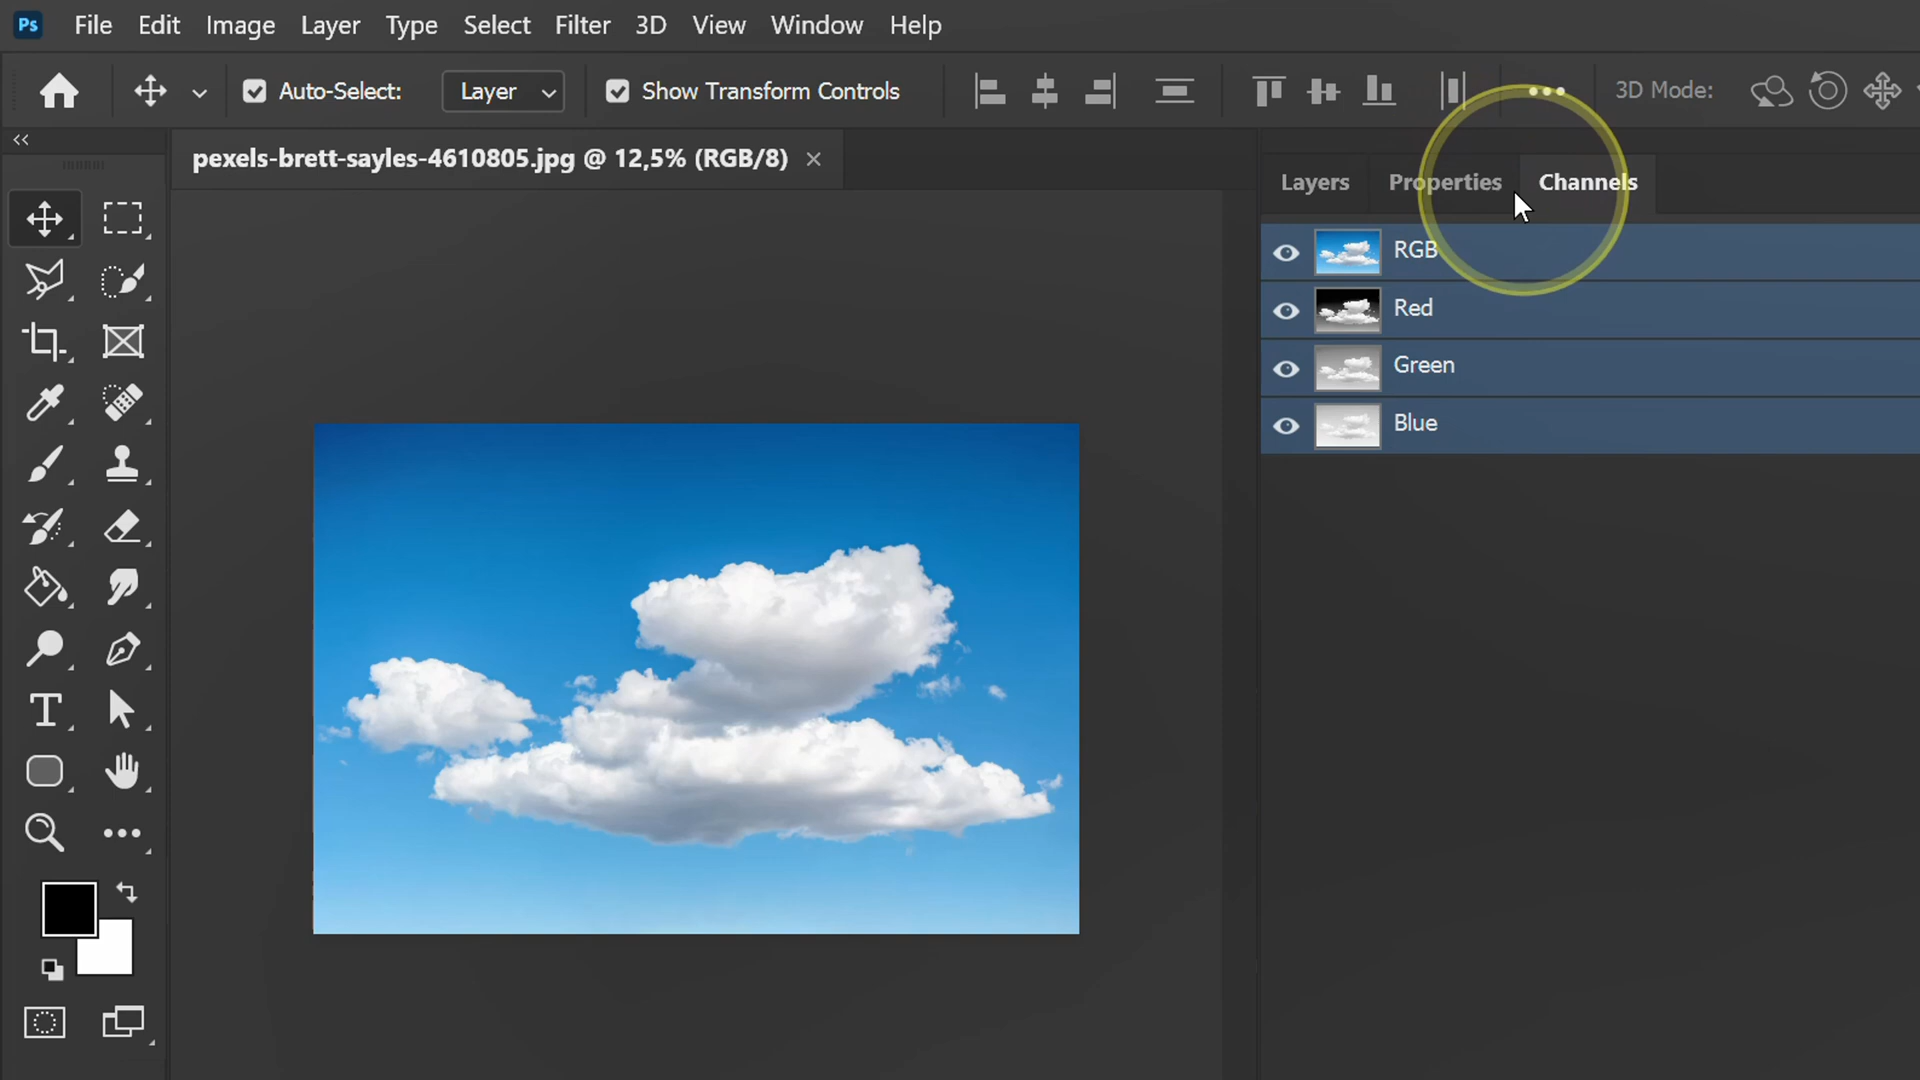 Ps File Edit Image Layer Type Select Filter 3D View Window Help
Auto-Select: Layer Show Transform Controls 3D Mode:
pexels-brett-sayles-4610805.jpg @ 12,5% (RGB/8)
Layers Properties Channels
RGB
Red
Green
Blue